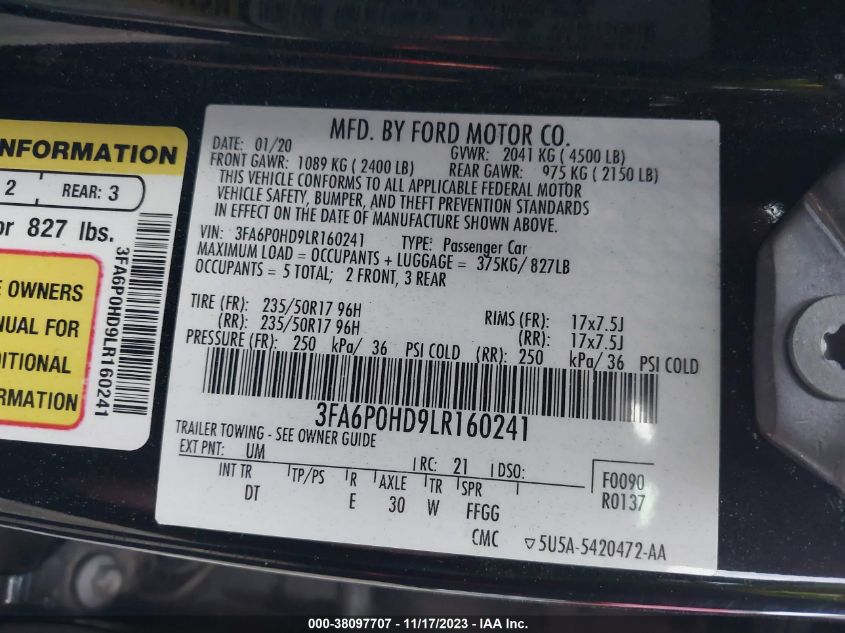 INFORMATION
2 REAR: 3
or 827 lbs.
E OWNERS
NUAL FOR
DITIONAL
ORMATION
3FA6P0HD9LR160241
MFD. BY FORD MOTOR CO.
DATE: 01/20 GVWR: 2041 KG ( 4500 LB)
FRONT GAWR: 1089 KG ( 2400 LB) REAR GAWR: 975 KG ( 2150 LB)
THIS VEHICLE CONFORMS TO ALL APPLICABLE FEDERAL MOTOR
VEHICLE SAFETY, BUMPER, AND THEFT PREVENTION STANDARDS
IN EFFECT ON THE DATE OF MANUFACTURE SHOWN ABOVE.
VIN: 3FA6P0HD9LR160241 TYPE: Passenger Car
MAXIMUM LOAD = OCCUPANTS + LUGGAGE = 375KG/ 827LB
OCCUPANTS = 5 TOTAL; 2 FRONT, 3 REAR
TIRE (FR): 235/50R17 96H RIMS (FR): 17x7.5J
(RR): 235/50R17 96H (RR): 17x7.5J
PRESSURE (FR): 250 kPa/ 36 PSI COLD (RR): 250 kPa/ 36 PSI COLD
3FA6P0HD9LR160241
TRAILER TOWING - SEE OWNER GUIDE
EXT PNT: UM RC: 21 DSO: F0090
INT TR TP/PS R AXLE TR SPR R0137
DT E 30 W FFGG
CMC ▽5U5A-5420472-AA
000-38097707 - 11/17/2023 - IAA Inc.